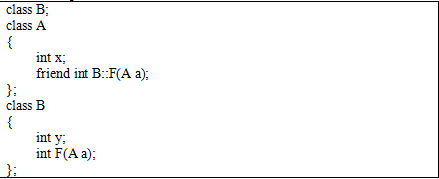 class B;
class A
{
int x;
friend int B::F(A a);
};
class B
{
int y;
int F(A a);
};